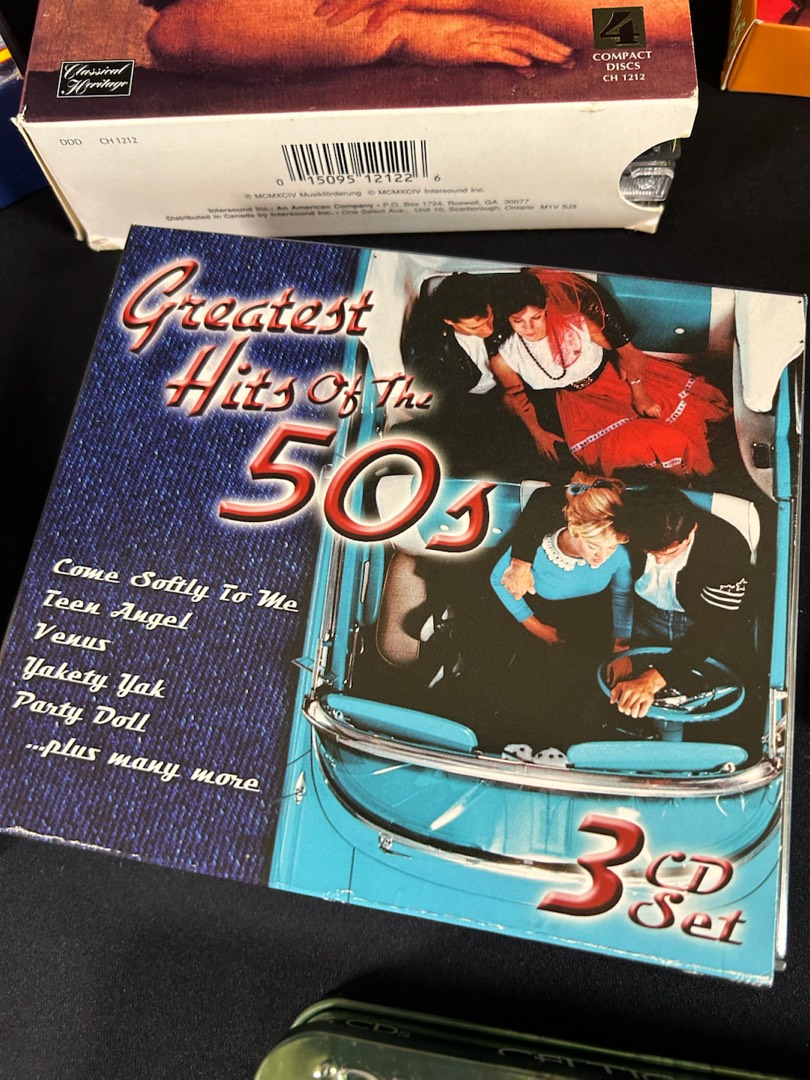 Classical
Heritage
4
COMPACT
DISCS
CH 1212
DDD CH 1212
0 15095 12122 6
℗ MCMXCIV Musikförderung © MCMXCIV Intersound Inc.
Intersound Inc.: An American Company • P.O. Box 1724, Roswell, GA 30077
Distributed in Canada by Intersound Inc. • One Select Ave., Unit 10, Scarborough, Ontario M1V 5J3
Greatest
Hits Of The
50s
Come Softly To Me
Teen Angel
Venus
Yakety Yak
Party Doll
...plus many more
3 CD
Set
CDs